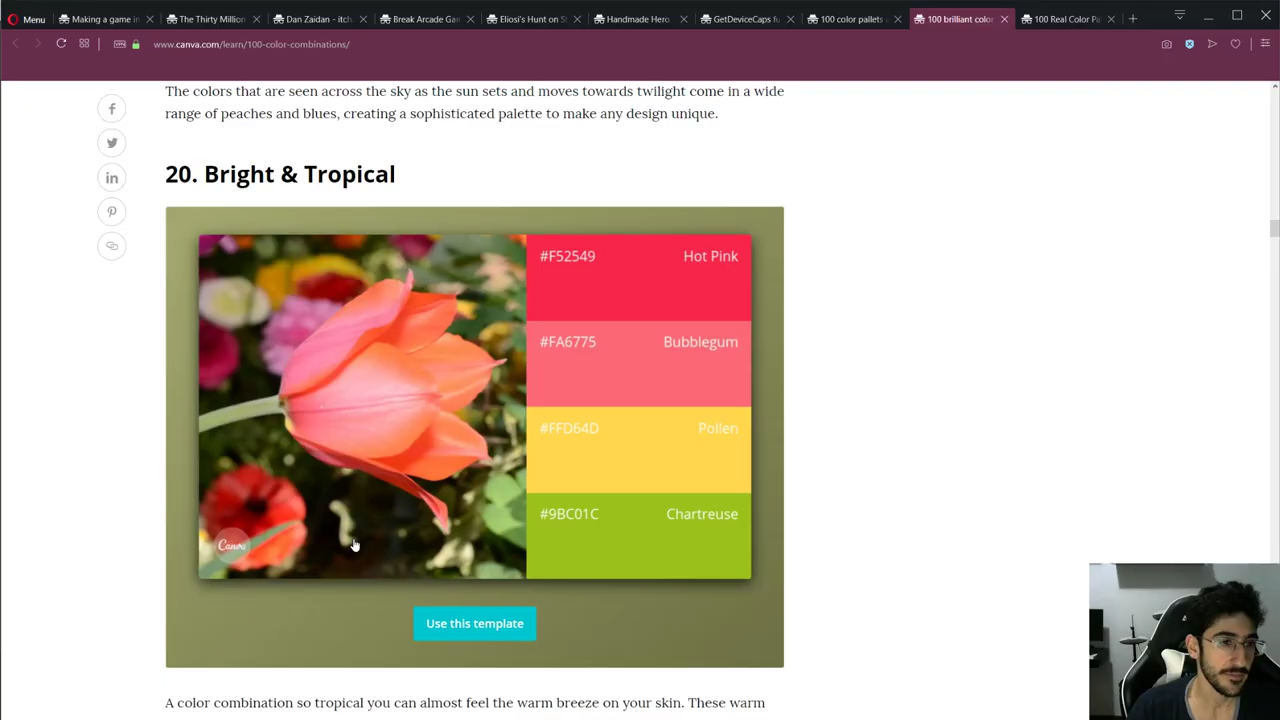 Menu
Making a game in
The Thirty Million
Dan Zaidan - itch
Break Arcade Gam
Eliosi's Hunt on St
Handmade Hero
GetDeviceCaps fu
100 color pallets a
100 brilliant color
100 Real Color Pa
www.canva.com/learn/100-color-combinations/
The colors that are seen across the sky as the sun sets and moves towards twilight come in a wide
range of peaches and blues, creating a sophisticated palette to make any design unique.
20. Bright & Tropical
#F52549 Hot Pink
#FA6775 Bubblegum
#FFD64D Pollen
#9BC01C Chartreuse
Canva
Use this template
A color combination so tropical you can almost feel the warm breeze on your skin. These warm